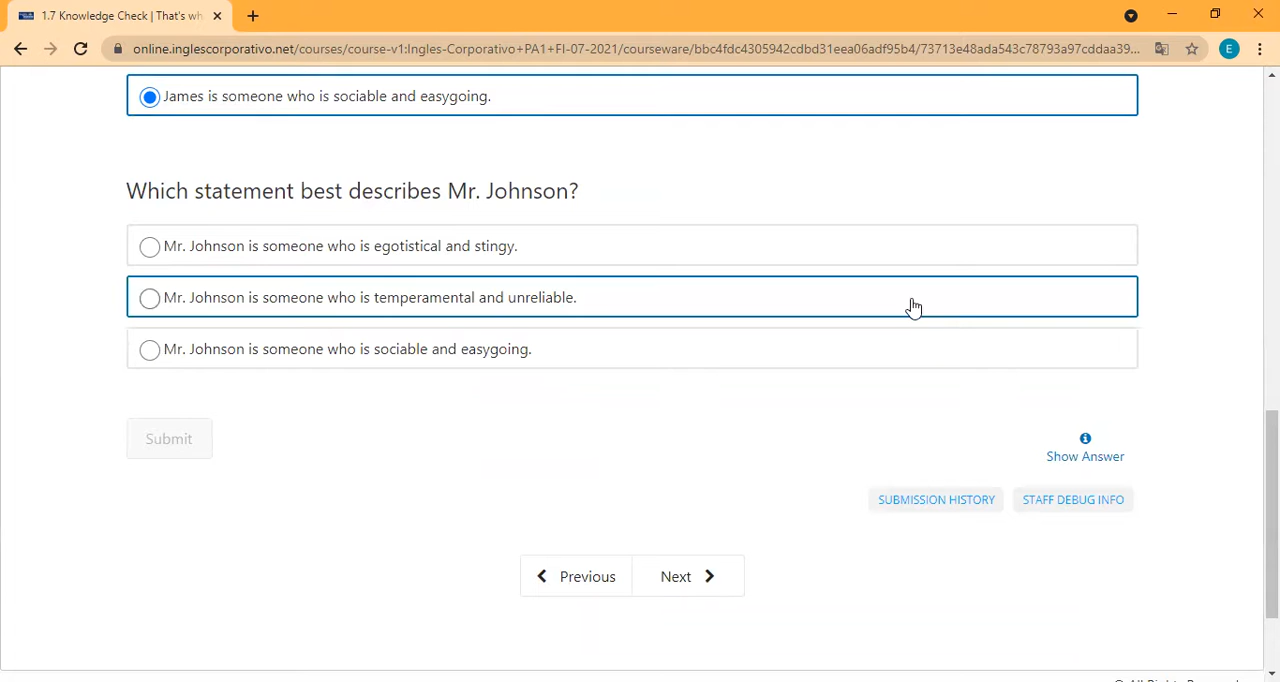 1.7 Knowledge Check | That's wh
online.inglescorporativo.net/courses/course-v1:Ingles-Corporativo+PA1+FI-07-2021/courseware/bbc4fdc4305942cdbd31eea06adf95b4/73713e48ada543c78793a97cddaa39...
E
James is someone who is sociable and easygoing.
Which statement best describes Mr. Johnson?
Mr. Johnson is someone who is egotistical and stingy.
Mr. Johnson is someone who is temperamental and unreliable.
Mr. Johnson is someone who is sociable and easygoing.
Submit
Show Answer
SUBMISSION HISTORY
STAFF DEBUG INFO
Previous
Next